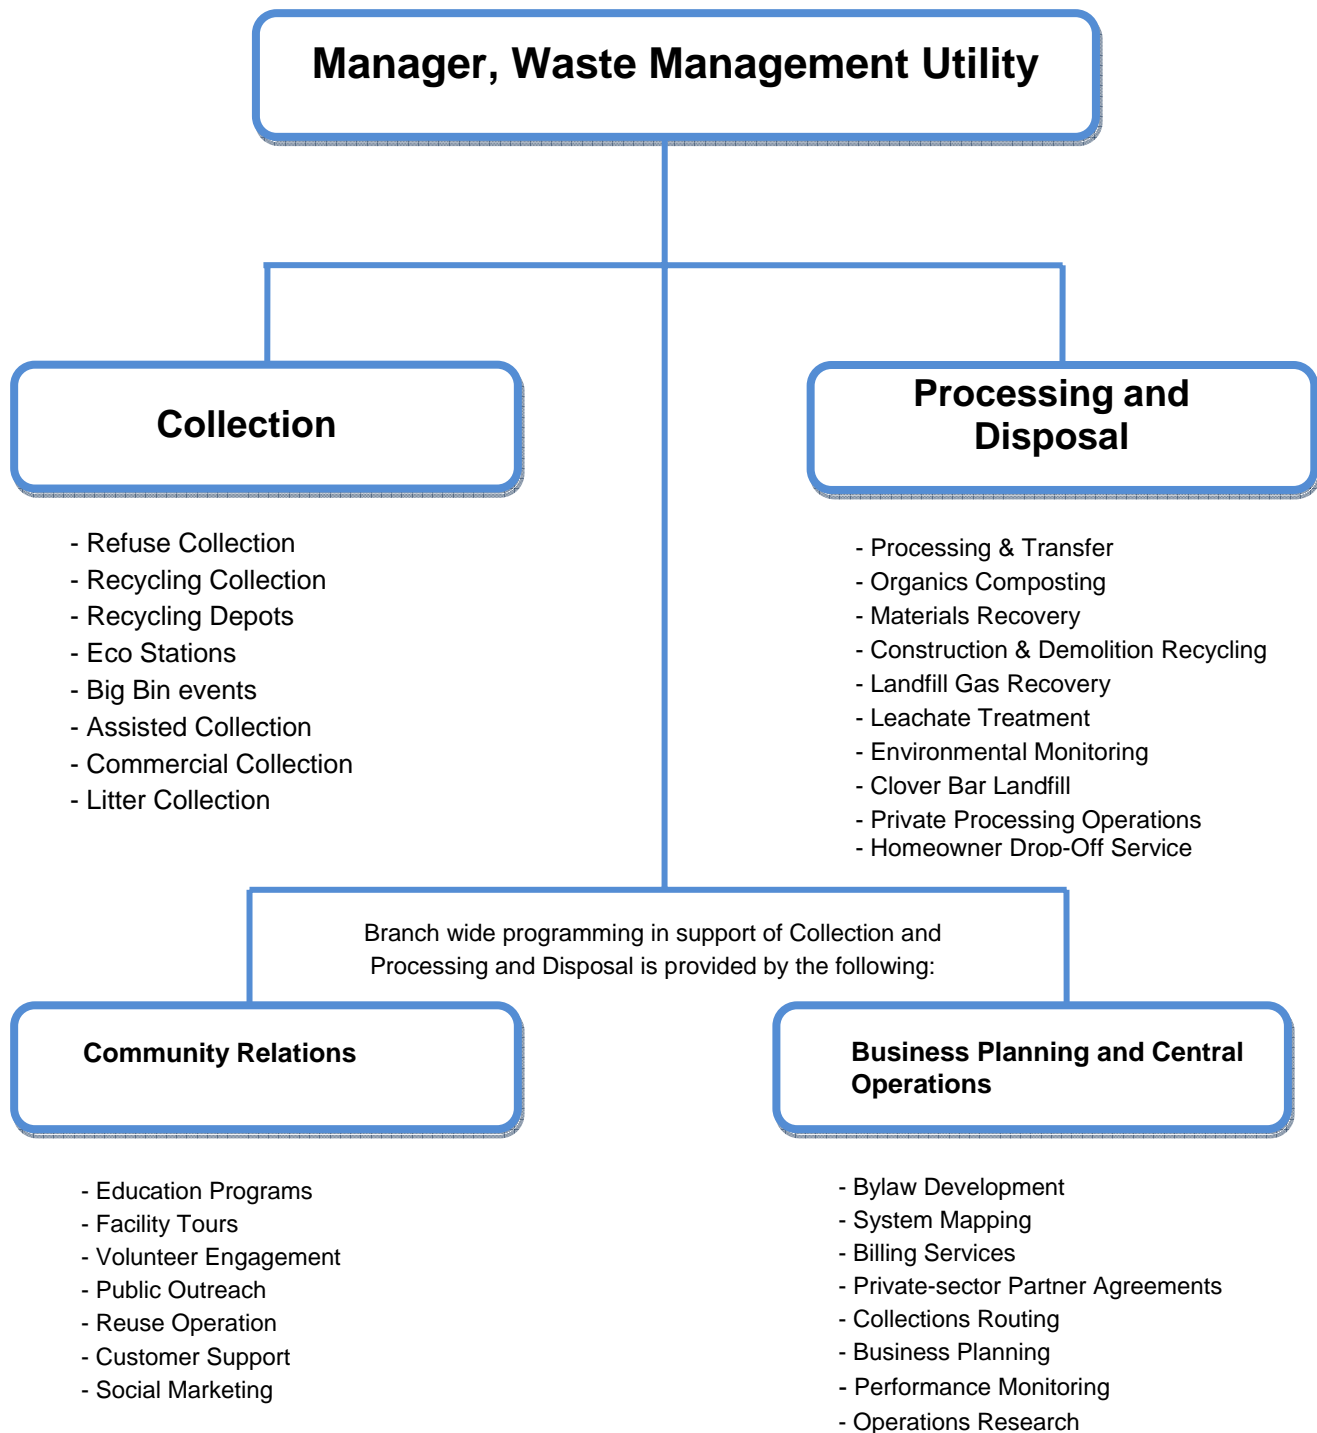 Manager, Waste Management Utility
Collection
- Refuse Collection
- Recycling Collection
- Recycling Depots
- Eco Stations
- Big Bin events
- Assisted Collection
- Commercial Collection
- Litter Collection
Processing and
Disposal
- Processing & Transfer
- Organics Composting
- Materials Recovery
- Construction & Demolition Recycling
- Landfill Gas Recovery
- Leachate Treatment
- Environmental Monitoring
- Clover Bar Landfill
- Private Processing Operations
- Homeowner Drop-Off Service
Branch wide programming in support of Collection and
Processing and Disposal is provided by the following:
Community Relations
- Education Programs
- Facility Tours
- Volunteer Engagement
- Public Outreach
- Reuse Operation
- Customer Support
- Social Marketing
Business Planning and Central
Operations
- Bylaw Development
- System Mapping
- Billing Services
- Private-sector Partner Agreements
- Collections Routing
- Business Planning
- Performance Monitoring
- Operations Research